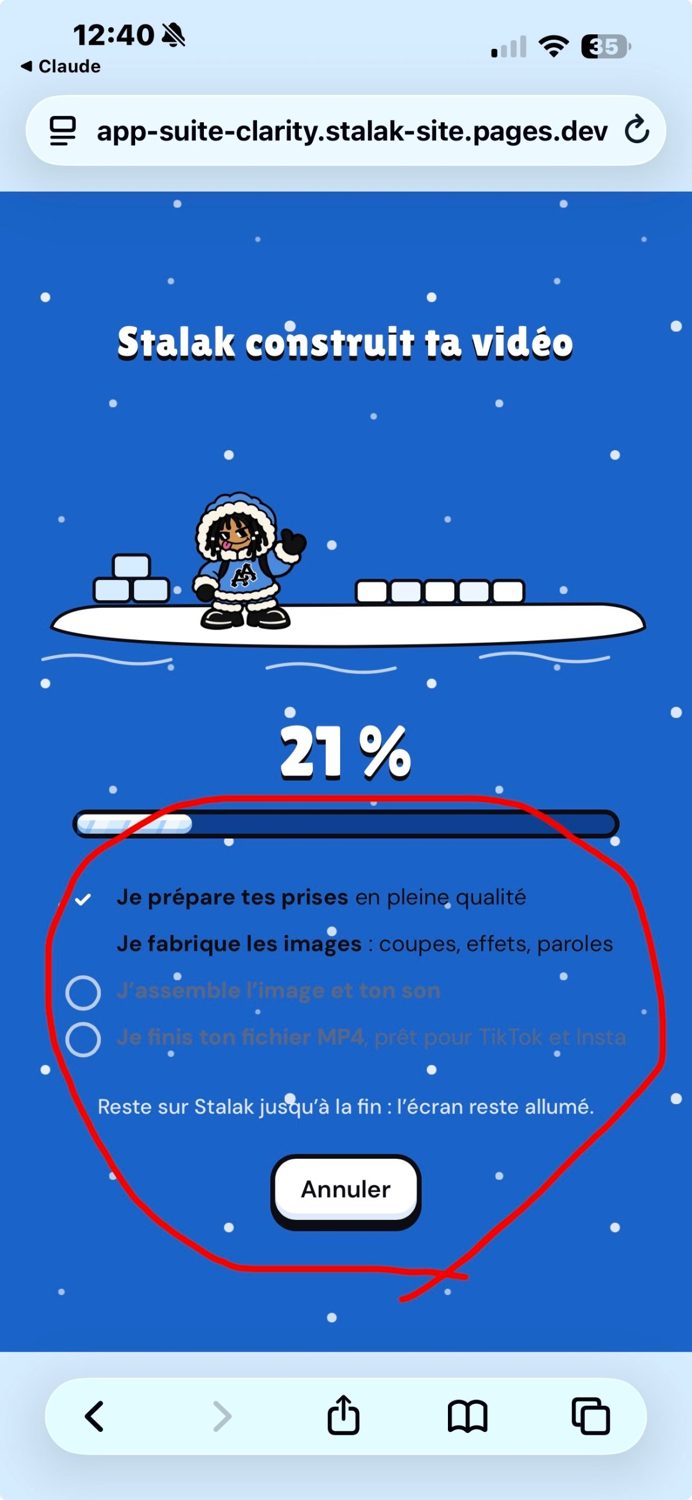 12:40
35
◀ Claude
app-suite-clarity.stalak-site.pages.dev
Stalak construit ta vidéo
21 %
Je prépare tes prises en pleine qualité
Je fabrique les images : coupes, effets, paroles
J’assemble l’image et ton son
Je finis ton fichier MP4, prêt pour TikTok et Insta
Reste sur Stalak jusqu’à la fin : l’écran reste allumé.
Annuler